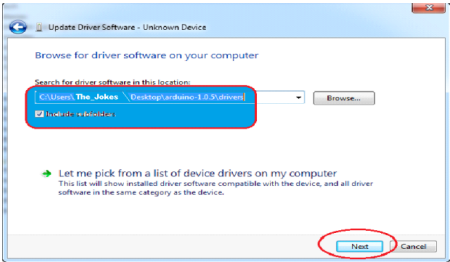 Update Driver Software - Unknown Device
Browse for driver software on your computer
Search for driver software in this location:
C:\Users\ The_Jokes \Desktop\arduino-1.0.5\drivers
Browse...
Include subfolders
Let me pick from a list of device drivers on my computer
This list will show installed driver software compatible with the device, and all driver
software in the same category as the device.
Next
Cancel